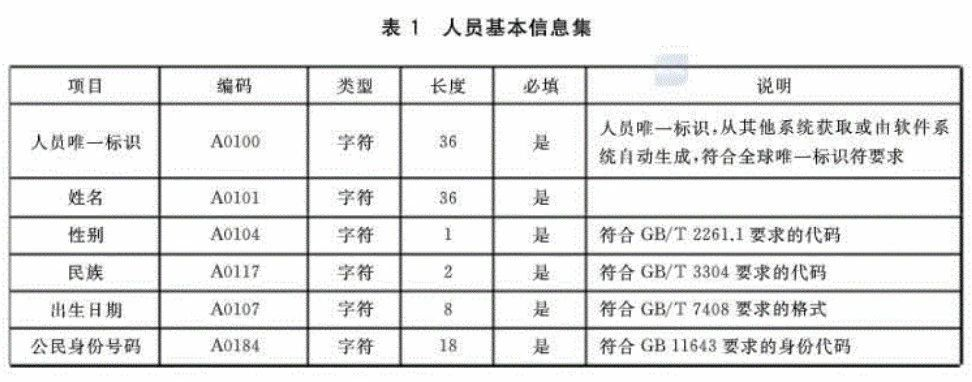 表 1 人员基本信息集
项目 编码 类型 长度 必填 说明
人员唯一标识 A0100 字符 36 是 人员唯一标识,从其他系统获取或由软件系
统自动生成,符合全球唯一标识符要求
姓名 A0101 字符 36 是
性别 A0104 字符 1 是 符合 GB/T 2261.1 要求的代码
民族 A0117 字符 2 是 符合 GB/T 3304 要求的代码
出生日期 A0107 字符 8 是 符合 GB/T 7408 要求的格式
公民身份号码 A0184 字符 18 是 符合 GB 11643 要求的身份代码